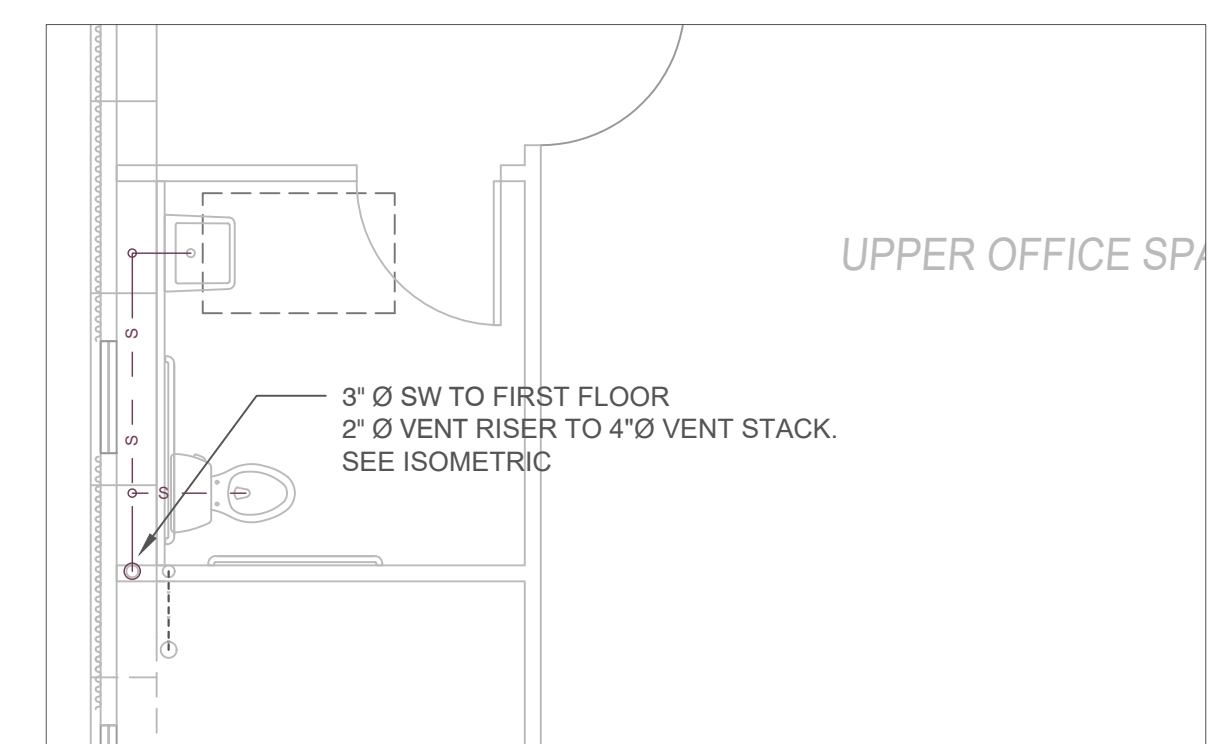 UPPER OFFICE SPA
S
3" Ø SW TO FIRST FLOOR
2" Ø VENT RISER TO 4"Ø VENT STACK.
SEE ISOMETRIC
S
S